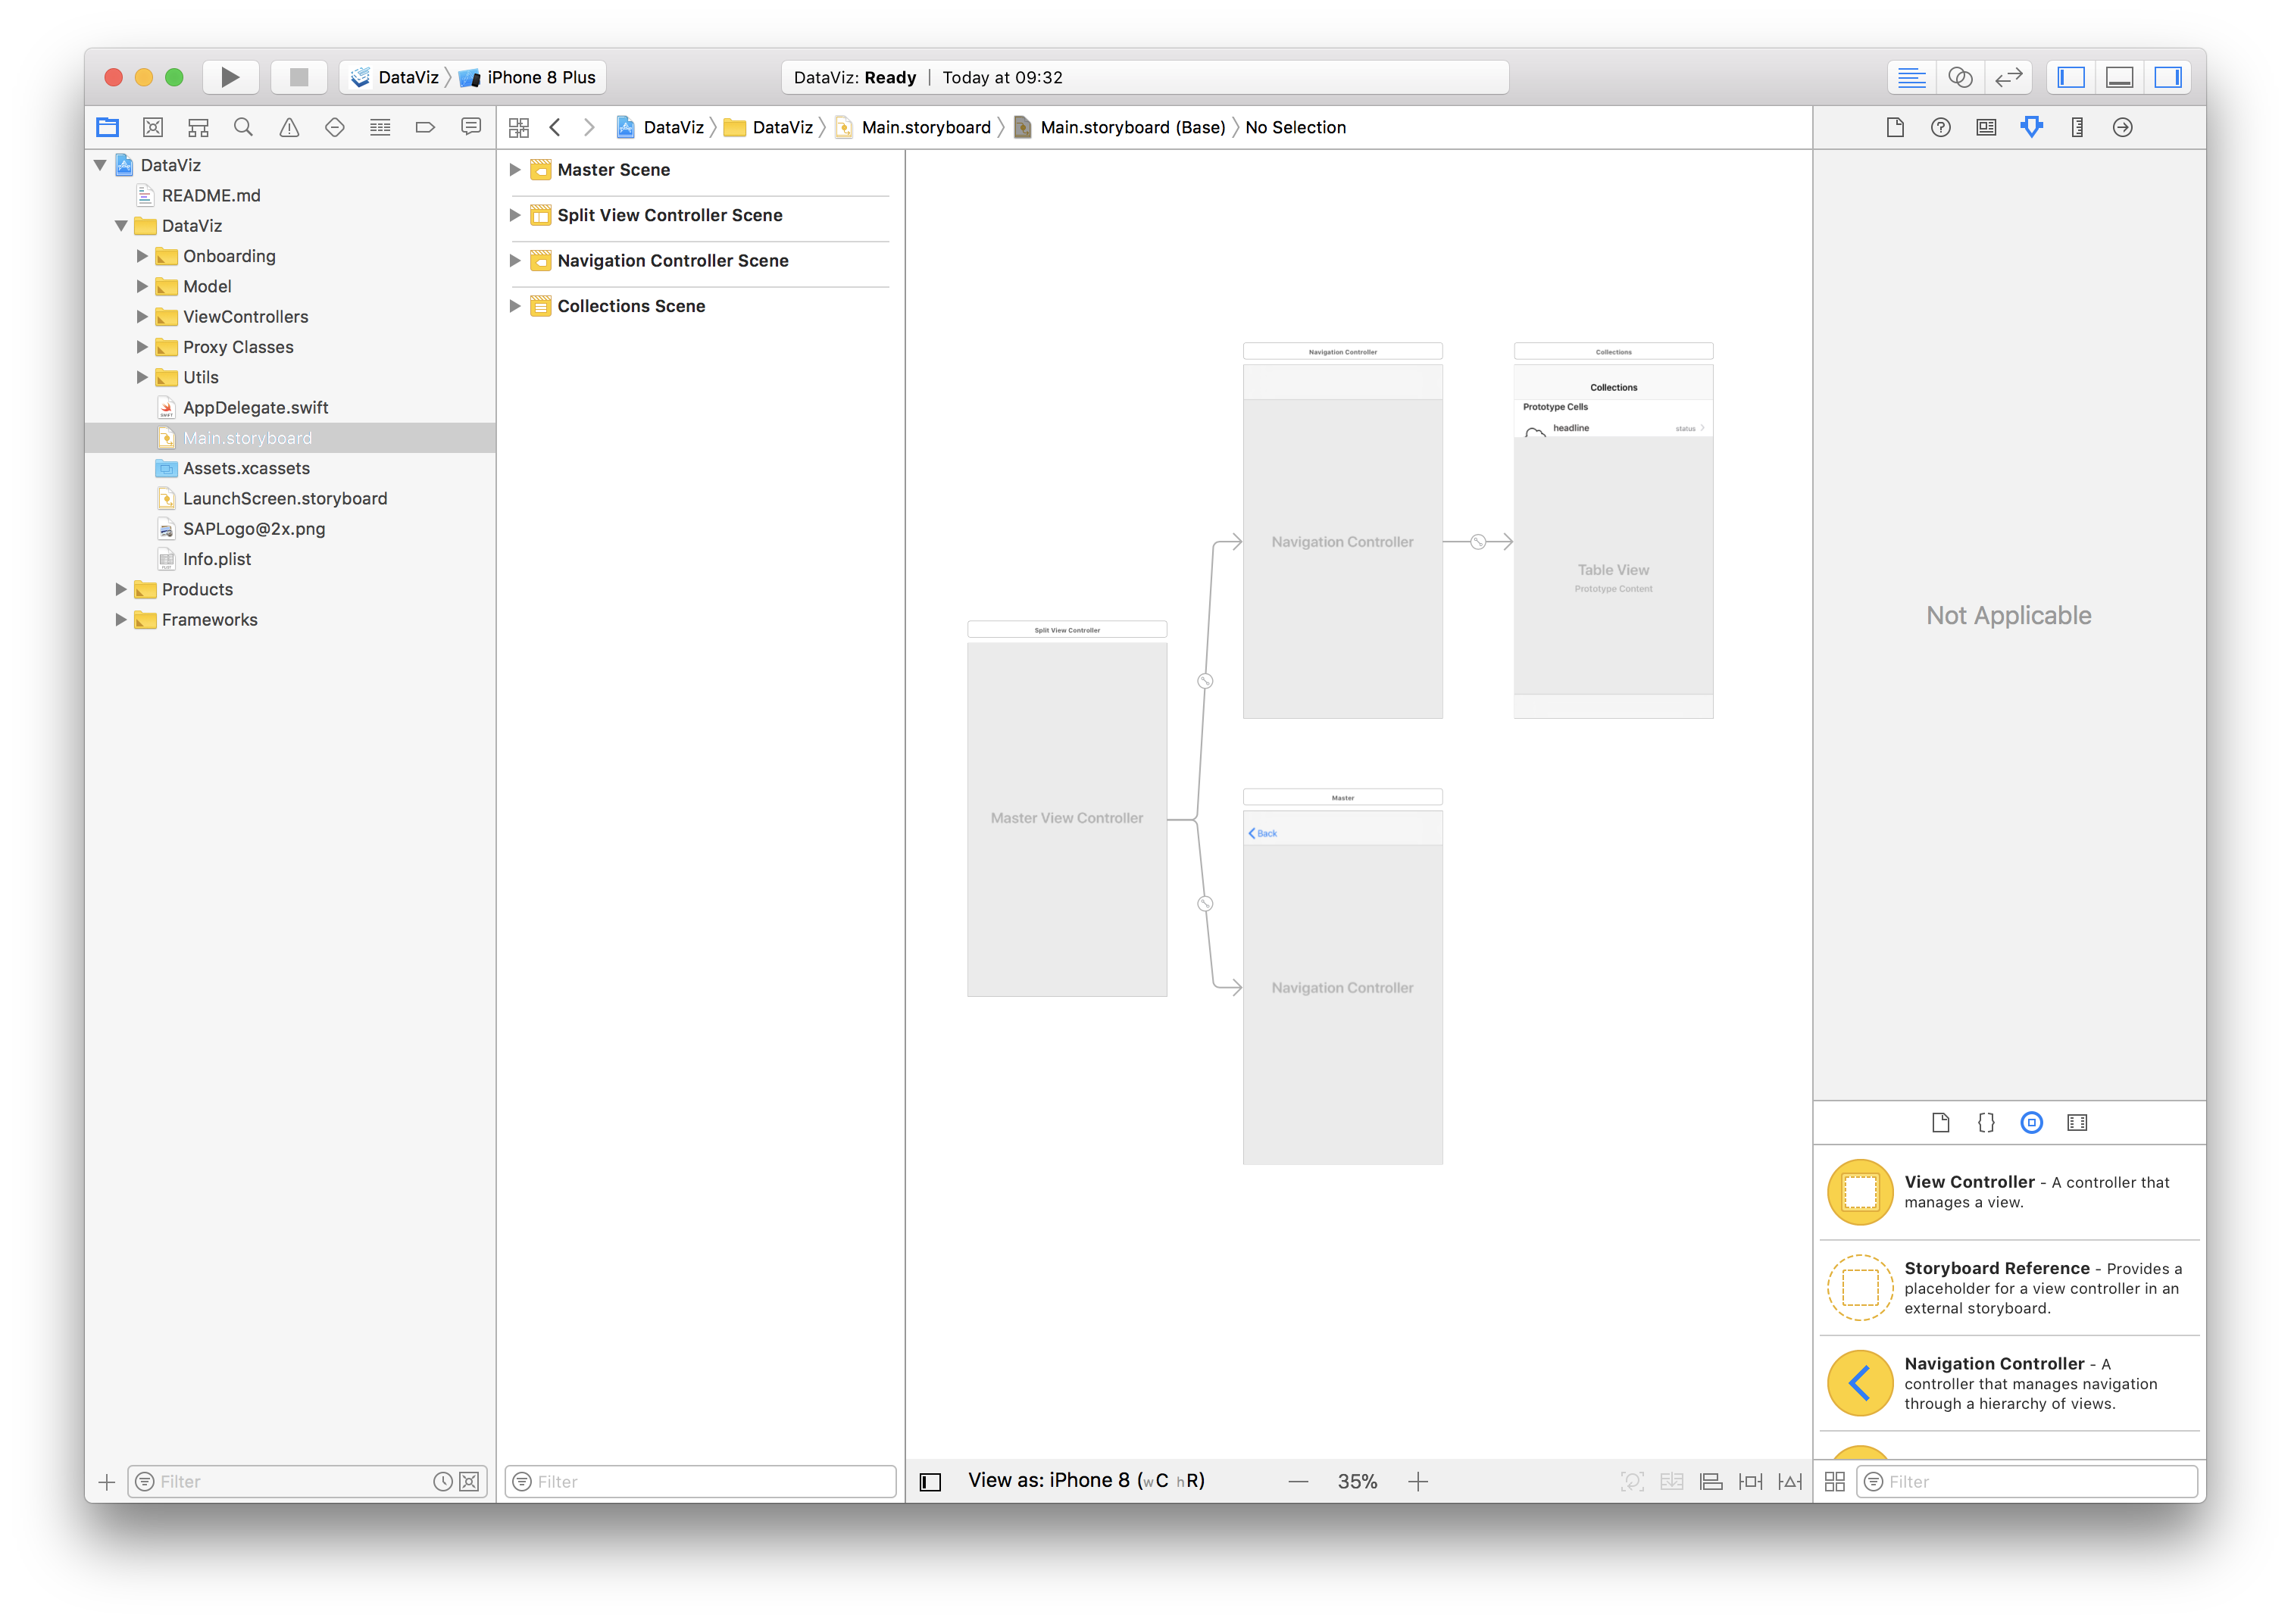 DataViz
iPhone 8 Plus
DataViz: Ready | Today at 09:32
DataViz
DataViz
Main.storyboard
Main.storyboard (Base)
No Selection
DataViz
README.md
DataViz
Onboarding
Model
ViewControllers
Proxy Classes
Utils
AppDelegate.swift
Main.storyboard
Assets.xcassets
LaunchScreen.storyboard
SAPLogo@2x.png
Info.plist
Products
Frameworks
Filter
Master Scene
Split View Controller Scene
Navigation Controller Scene
Collections Scene
Filter
Navigation Controller
Navigation Controller
Collections
Collections
Prototype Cells
headline
status
Table View
Prototype Content
Split View Controller
Master View Controller
Master
Back
Navigation Controller
View as: iPhone 8 (wC hR)
35%
Not Applicable
View Controller - A controller that
manages a view.
Storyboard Reference - Provides a
placeholder for a view controller in an
external storyboard.
Navigation Controller - A
controller that manages navigation
through a hierarchy of views.
Filter